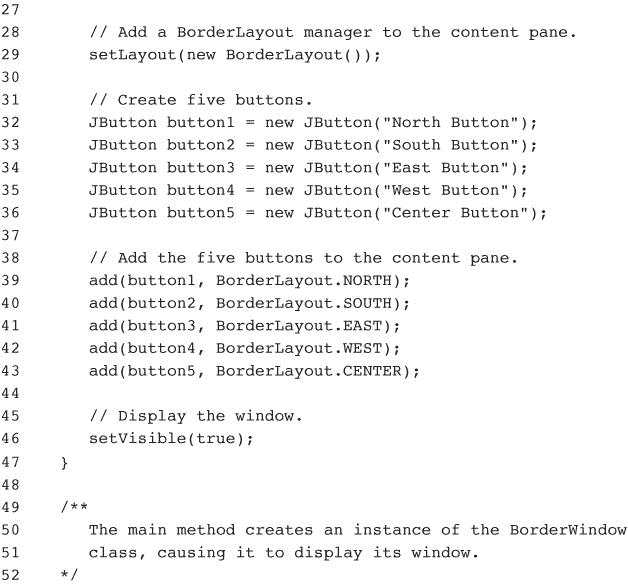 27
28 // Add a BorderLayout manager to the content pane.
29 setLayout(new BorderLayout());
30
31 // Create five buttons.
32 JButton button1 = new JButton("North Button");
33 JButton button2 = new JButton("South Button");
34 JButton button3 = new JButton("East Button");
35 JButton button4 = new JButton("West Button");
36 JButton button5 = new JButton("Center Button");
37
38 // Add the five buttons to the content pane.
39 add(button1, BorderLayout.NORTH);
40 add(button2, BorderLayout.SOUTH);
41 add(button3, BorderLayout.EAST);
42 add(button4, BorderLayout.WEST);
43 add(button5, BorderLayout.CENTER);
44
45 // Display the window.
46 setVisible(true);
47 }
48
49 /**
50 The main method creates an instance of the BorderWindow
51 class, causing it to display its window.
52 */